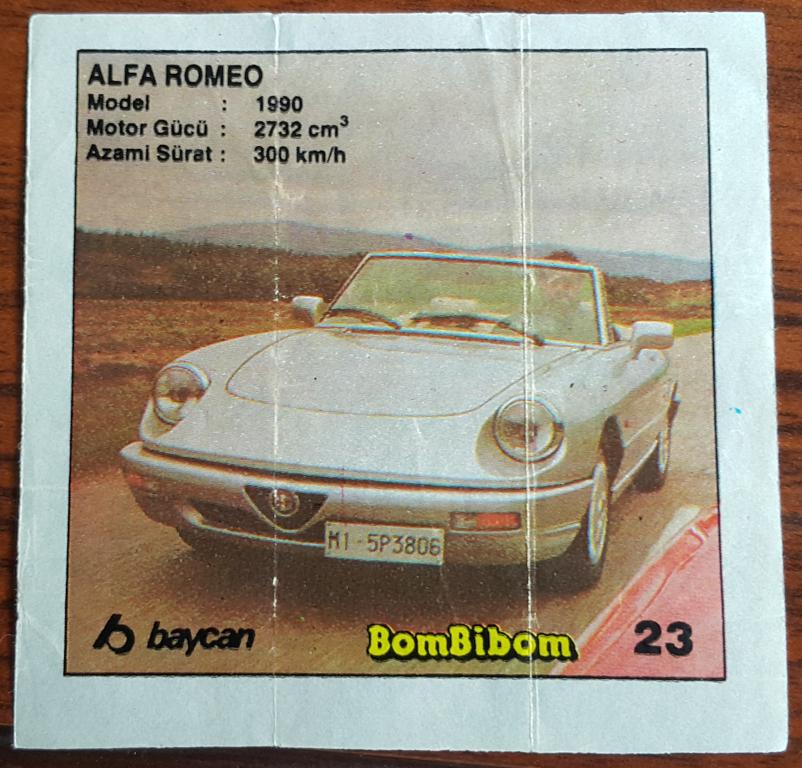 ALFA ROMEO
Model : 1990
Motor Gücü : 2732 cm³
Azami Sürat : 300 km/h
MI-5P3806
b baycan
BomBibom
23